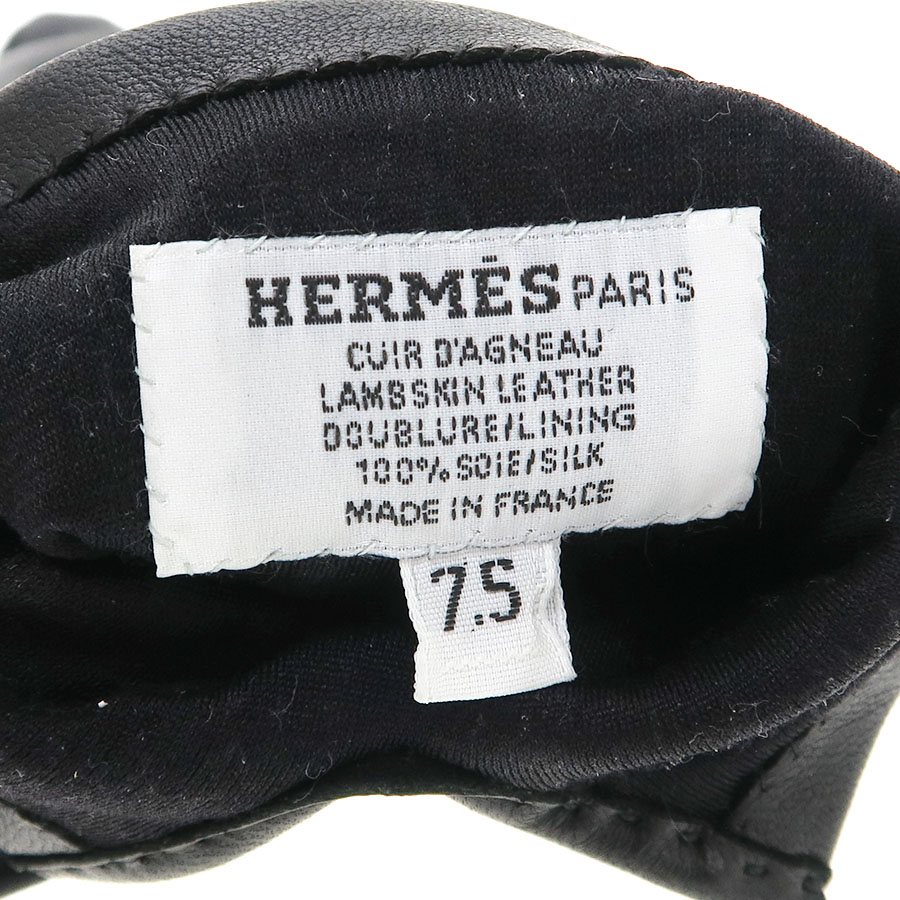 HERMÈS PARIS
CUIR D'AGNEAU
LAMBSKIN LEATHER
DOUBLURE/LINING
100% SOIE/SILK
MADE IN FRANCE
7.5